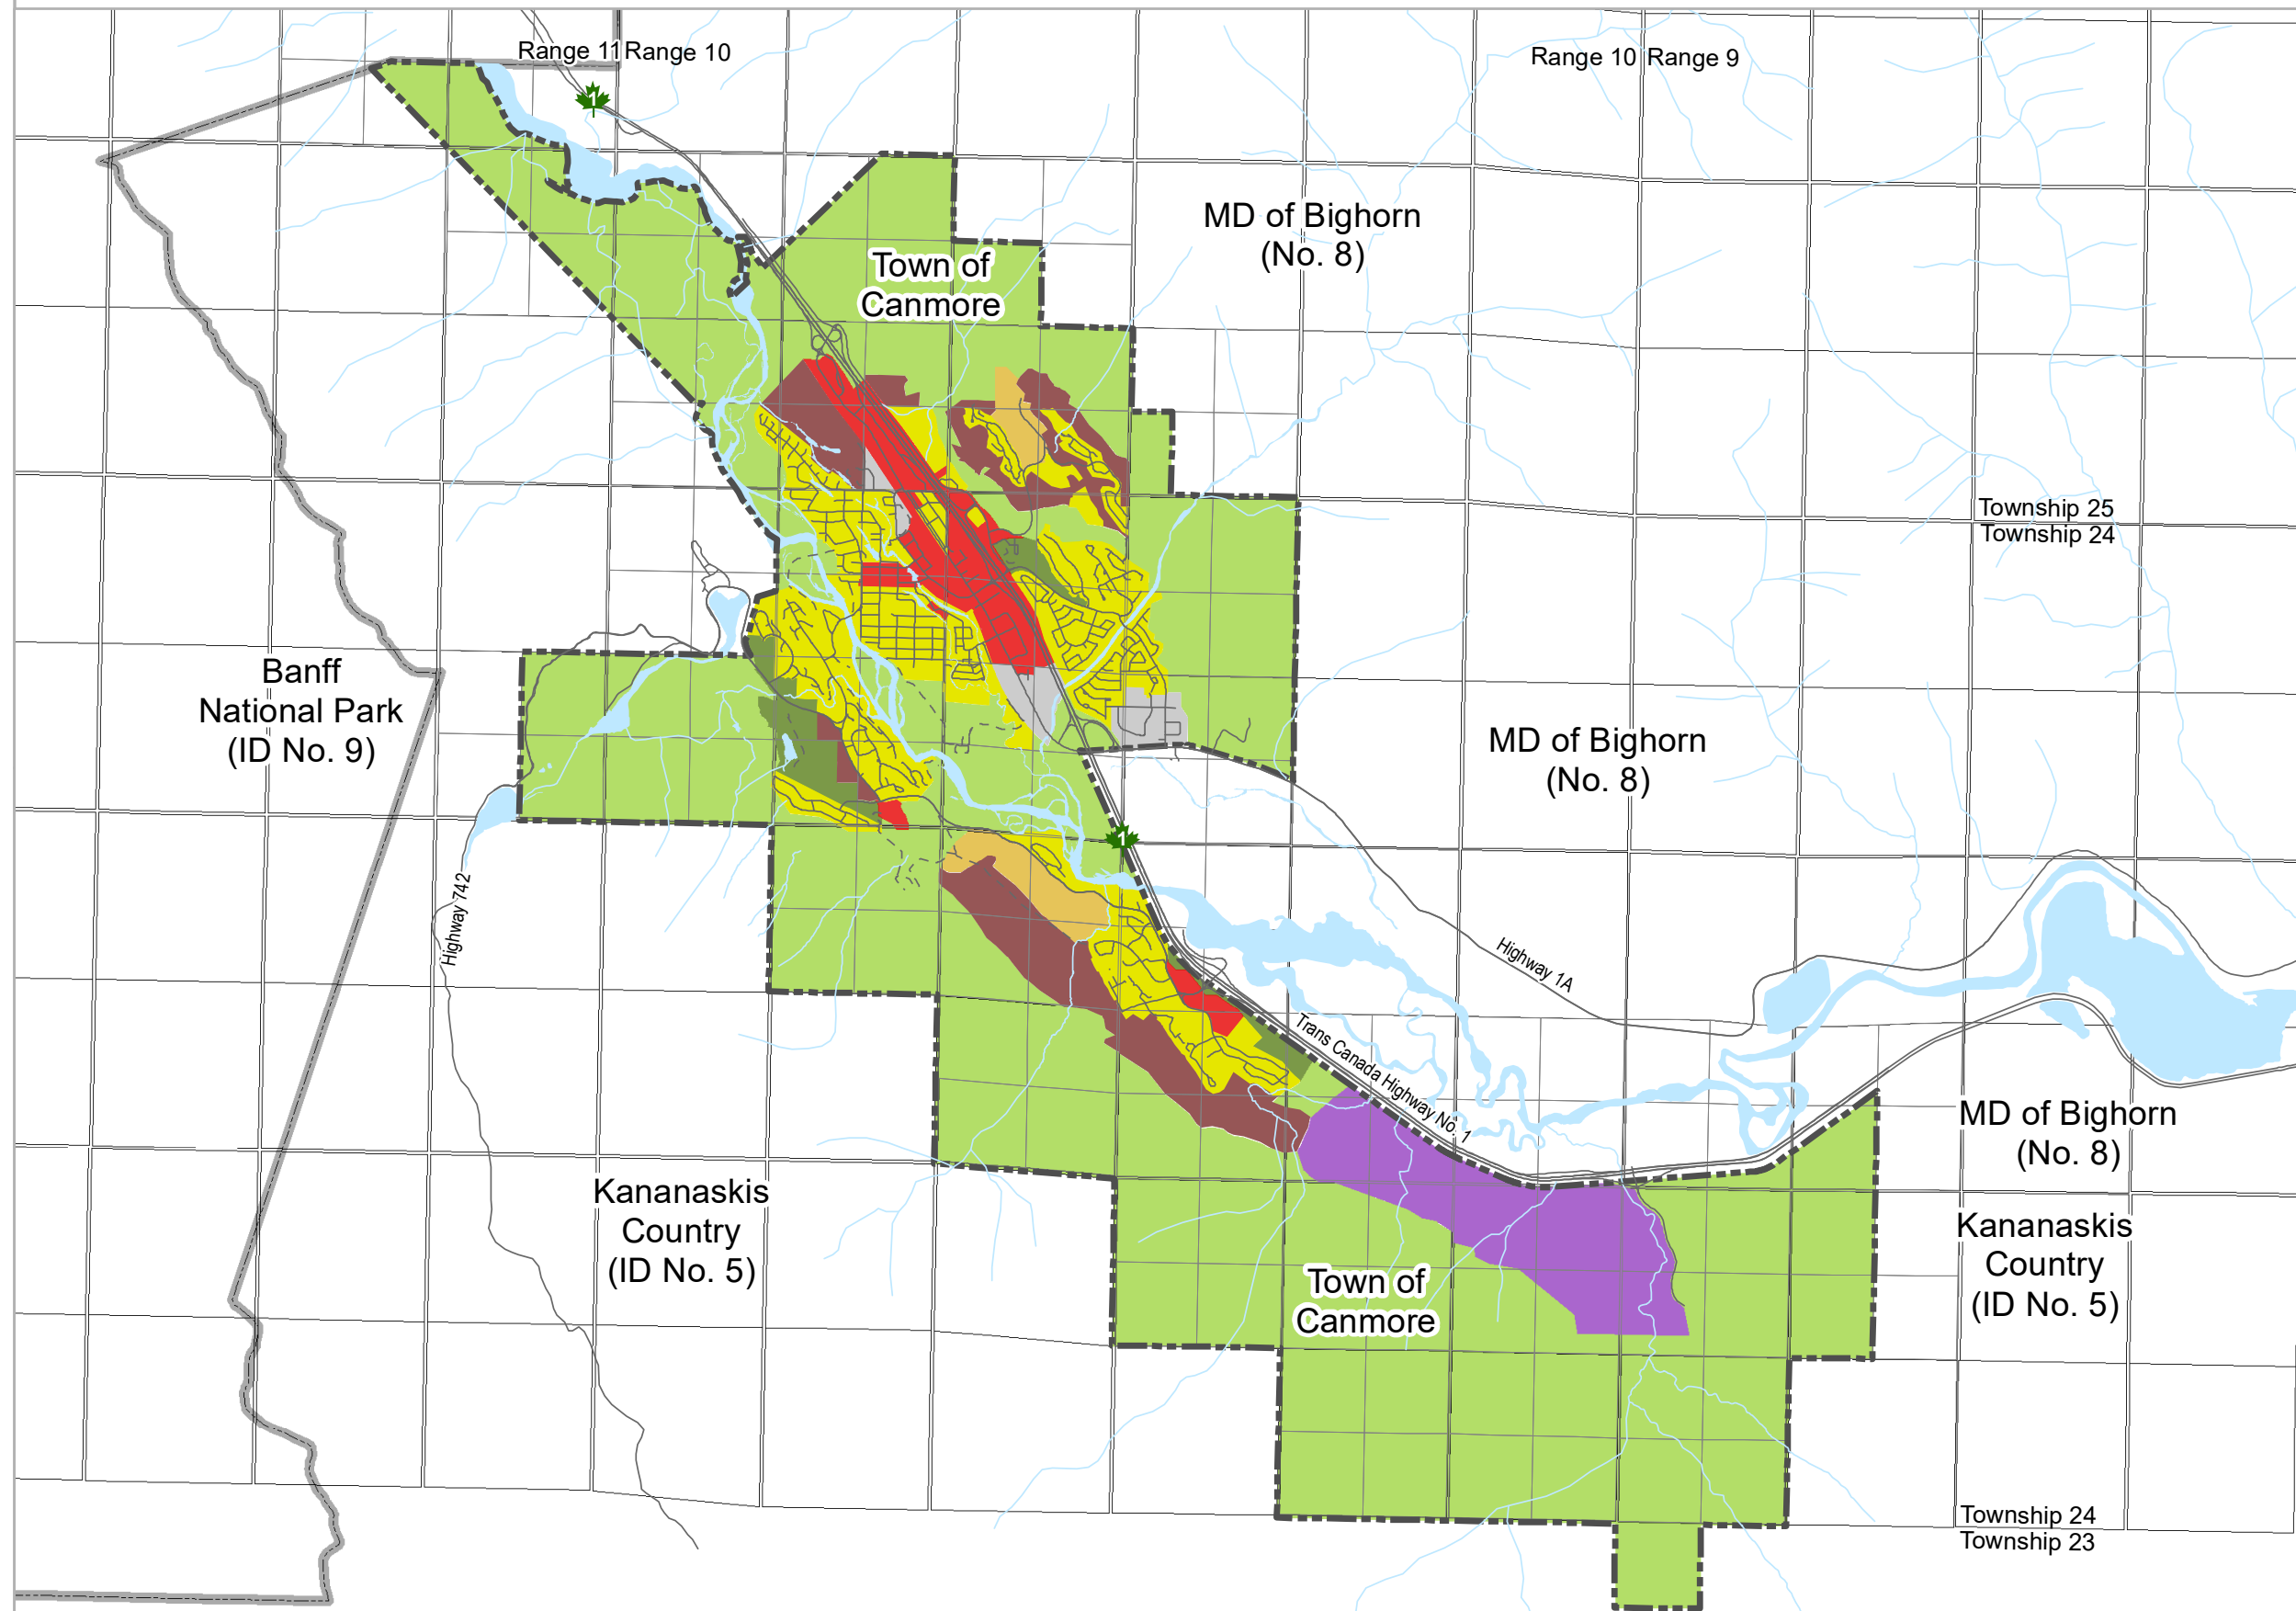 Range 11 Range 10
Range 10 Range 9
1
MD of Bighorn
(No. 8)
Town of
Canmore
Township 25
Township 24
Banff
National Park
(ID No. 9)
MD of Bighorn
(No. 8)
1
Highway 742
Highway 1A
Trans Canada Highway No. 1
MD of Bighorn
(No. 8)
Kananaskis
Country
(ID No. 5)
Kananaskis
Country
(ID No. 5)
Town of
Canmore
Township 24
Township 23